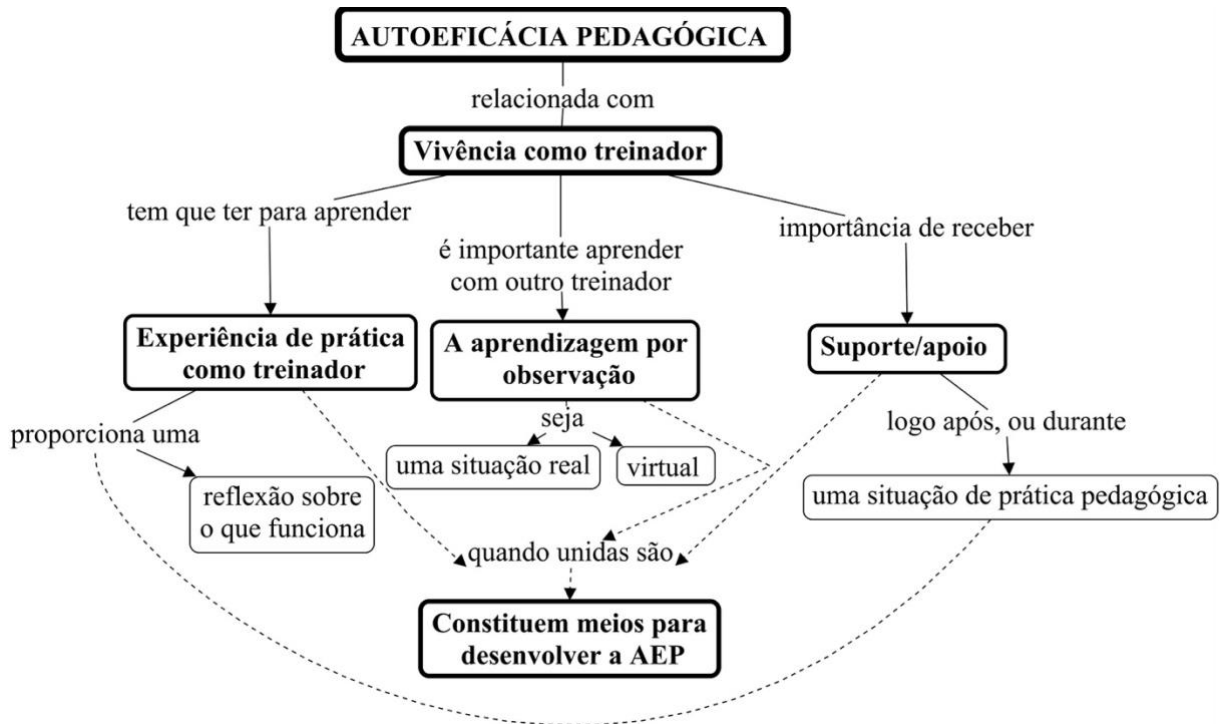 AUTOEFICÁCIA PEDAGÓGICA
relacionada com
Vivência como treinador
tem que ter para aprender
é importante aprender
com outro treinador
importância de receber
Experiência de prática
como treinador
A aprendizagem por
observação
Suporte/apoio
proporciona uma
seja
logo após, ou durante
reflexão sobre
o que funciona
uma situação real
virtual
uma situação de prática pedagógica
quando unidas são
Constituem meios para
desenvolver a AEP